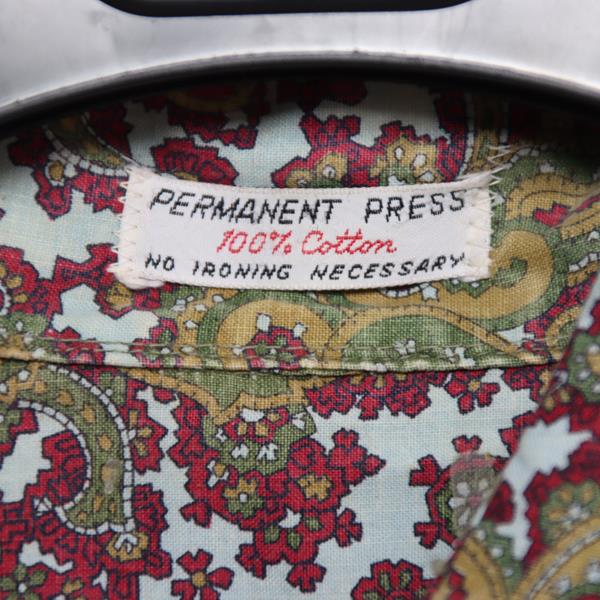 PERMANENT PRESS
100% Cotton
NO IRONING NECESSARY